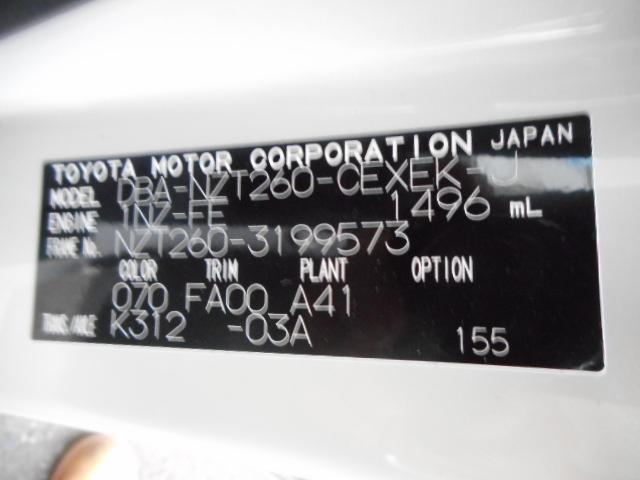 TOYOTA MOTOR CORPORATION JAPAN
MODEL DBA-NZT260-CEXEK-J
ENGINE 1NZ-FE 1496 mL
FRAME No. NZT260-3199573
COLOR TRIM PLANT OPTION
070 FA00 A41
TRANS./AXLE K312 -03A 155